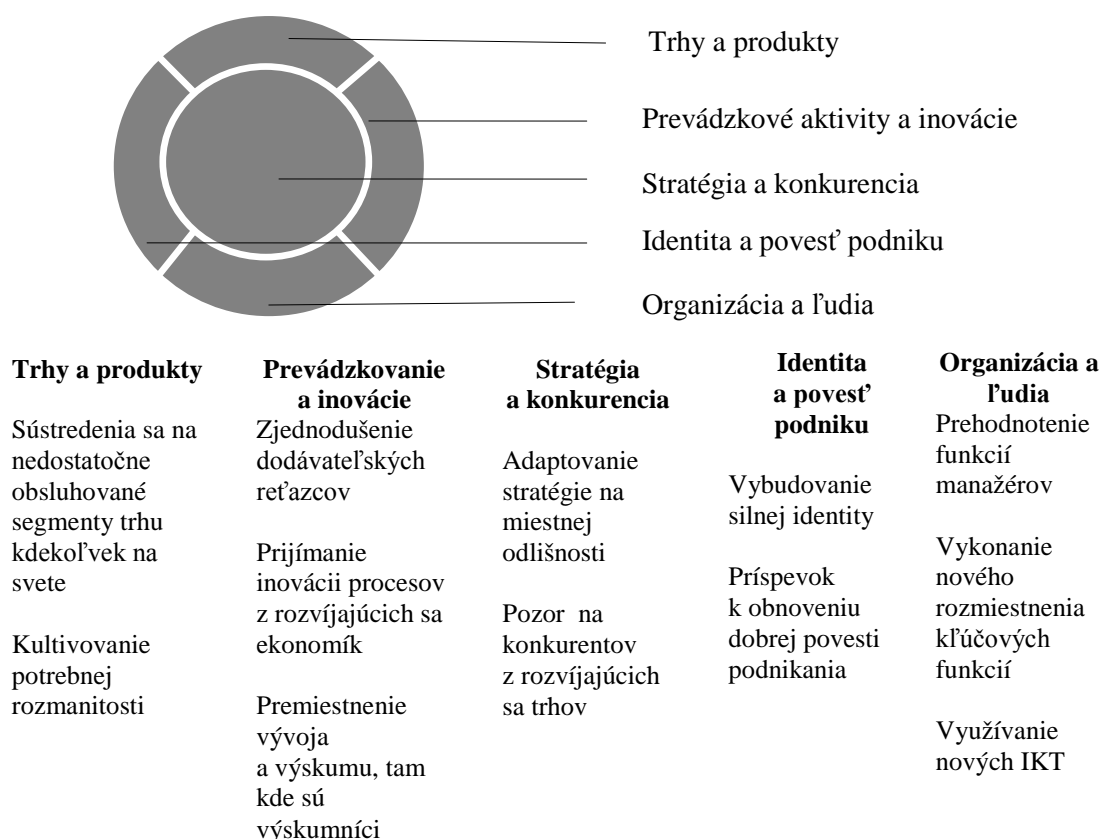 Trhy a produkty
Prevádzkové aktivity a inovácie
Stratégia a konkurencia
Identita a povesť podniku
Organizácia a ľudia
Trhy a produkty
Sústredenia sa na
nedostatočne
obsluhované
segmenty trhu
kdekoľvek na
svete
Kultivovanie
potrebnej
rozmanitosti
Prevádzkovanie
a inovácie
Zjednodušenie
dodávateľských
reťazcov
Prijímanie
inovácii procesov
z rozvíjajúcich sa
ekonomík
Premiestnenie
vývoja
a výskumu, tam
kde sú
výskumníci
Stratégia
a konkurencia
Adaptovanie
stratégie na
miestnej
odlišnosti
Pozor na
konkurentov
z rozvíjajúcich
sa trhov
Identita
a povesť
podniku
Vybudovanie
silnej identity
Príspevok
k obnoveniu
dobrej povesti
podnikania
Organizácia a
ľudia
Prehodnotenie
funkcií
manažérov
Vykonanie
nového
rozmiestnenia
kľúčových
funkcií
Využívanie
nových IKT